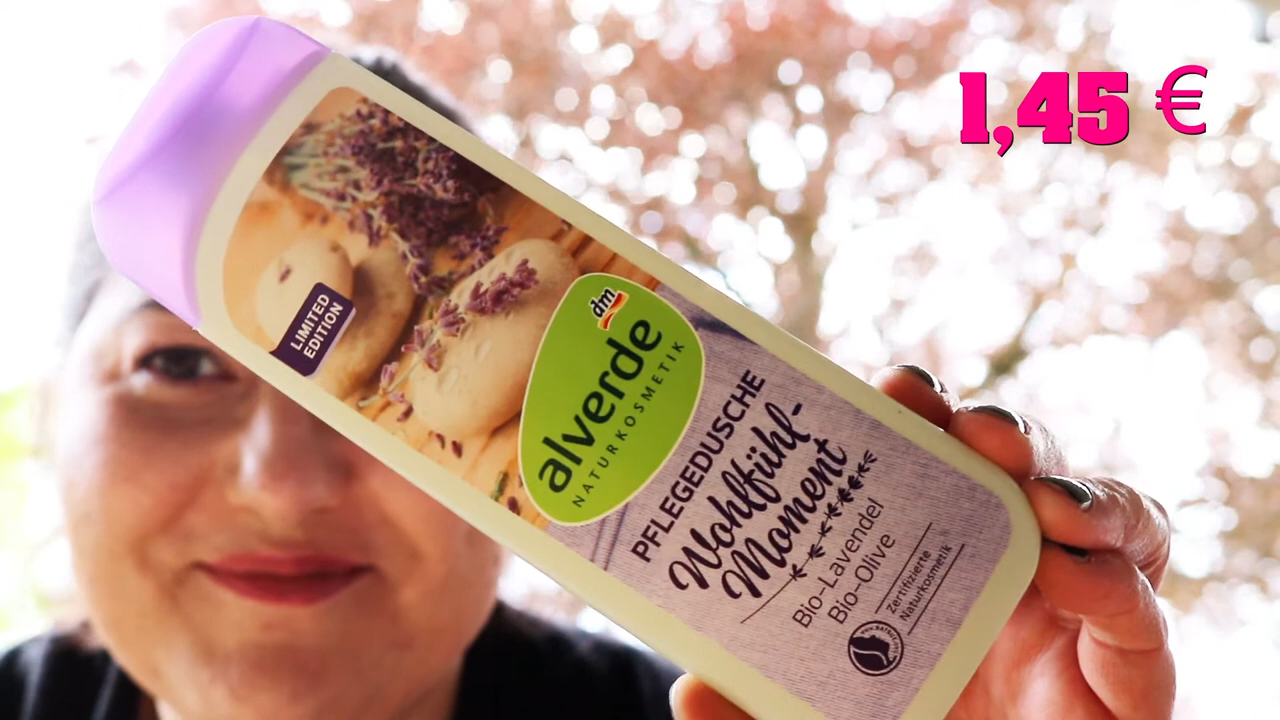 1,45 €
LIMITED
EDITION
dm
alverde
NATURKOSMETIK
PFLEGEDUSCHE
Wohlfühl-
Moment
Bio-Lavendel
Bio-Olive
Zertifizierte
Naturkosmetik